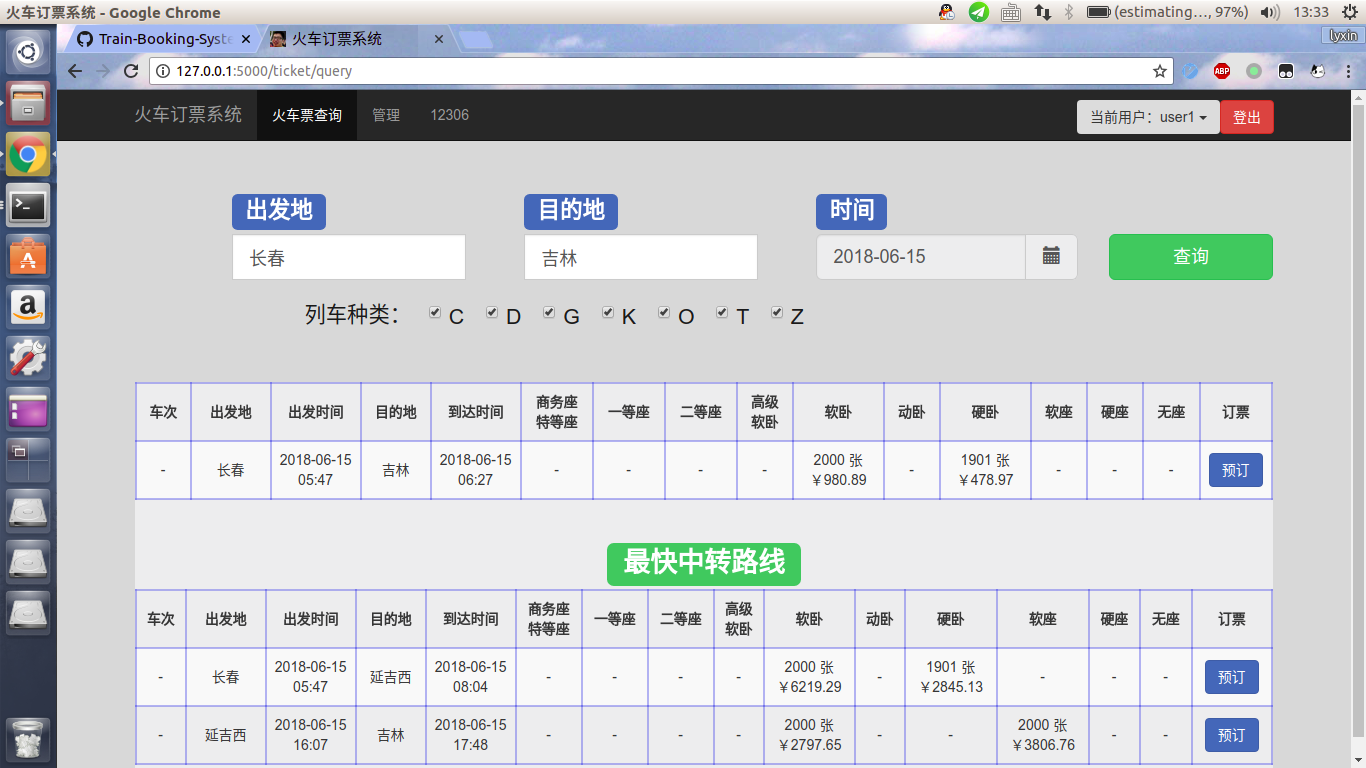 火车订票系统 - Google Chrome
(estimating..., 97%) 13:33
Train-Booking-Syste
火车订票系统
lyxin
127.0.0.1:5000/ticket/query
ABP
火车订票系统 火车票查询 管理 12306 当前用户：user1 登出
出发地 目的地 时间
长春 吉林 2018-06-15 查询
列车种类： C D G K O T Z
车次 出发地 出发时间 目的地 到达时间 商务座 一等座 二等座 高级 软卧 动卧 硬卧 软座 硬座 无座 订票
特等座 软卧
- 长春 2018-06-15 吉林 2018-06-15 - - - - 2000 张 - 1901 张 - - - 预订
05:47 06:27 ￥980.89 ￥478.97
最快中转路线
车次 出发地 出发时间 目的地 到达时间 商务座 一等座 二等座 高级 软卧 动卧 硬卧 软座 硬座 无座 订票
特等座 软卧
- 长春 2018-06-15 延吉西 2018-06-15 - - - - 2000 张 - 1901 张 - - - 预订
05:47 08:04 ￥6219.29 ￥2845.13
- 延吉西 2018-06-15 吉林 2018-06-15 - - - - 2000 张 - - 2000 张 - - 预订
16:07 17:48 ￥2797.65 ￥3806.76